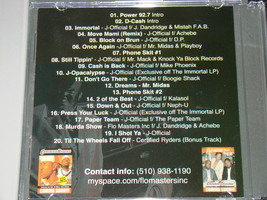 01. Power 92.7 Intro
02. D-Cash Intro
03. Immortal - J-Official f/ J. Dandridge & Mistah F.A.B.
04. Move Mami (Remix) - J-Official f/ Achebe
05. Block on Brun - J-Official f/ D.P.
06. Once Again - J-Official f/ Mr. Midas & Playboy
07. Phone Skit #1
08. Still Tippin' - J-Official f/ Mr. Mack & Knock Ya Block Records
09. Cash is Back - J-Official f/ Mike Phoenix
10. J-Opacalypse - J-Official (Exclusive off The Immortal LP)
11. Don't Go There - J-Official f/ Boogie Shack
12. Dreams - Mr. Midas
13. Phone Skit #2
14. 2 of the Best - J-Official f/ Kalasol
15. Down & Out - J-Official f/ Neph-U
16. Press Your Luck - J-Official (Exclusive off The Immortal LP)
17. Paper Team - J-Official f/ The Paper Team
18. Murda Show - Flo Masters Inc f/ J. Dandridge & Achebe
19. I Shot Ya - J-Official
20. Til The Wheels Fall Off - Certified Ryders (Bonus Track)
Contact info: (510) 938-1190
myspace.com/flomastersinc